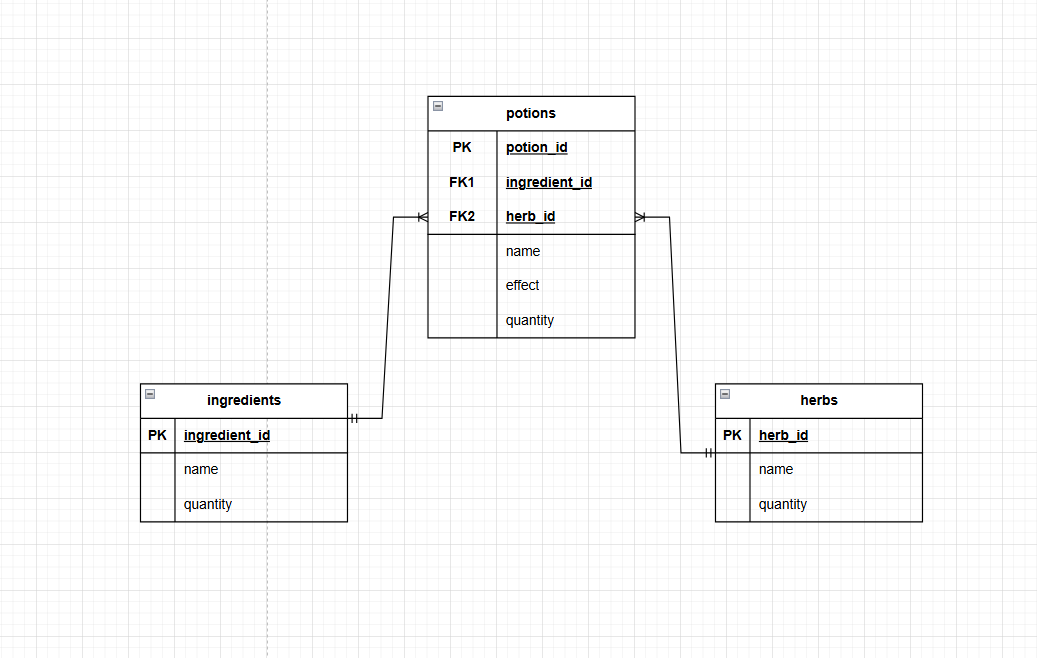 potions
PK potion_id
FK1 ingredient_id
FK2 herb_id
name
effect
quantity
ingredients
PK ingredient_id
name
quantity
herbs
PK herb_id
name
quantity